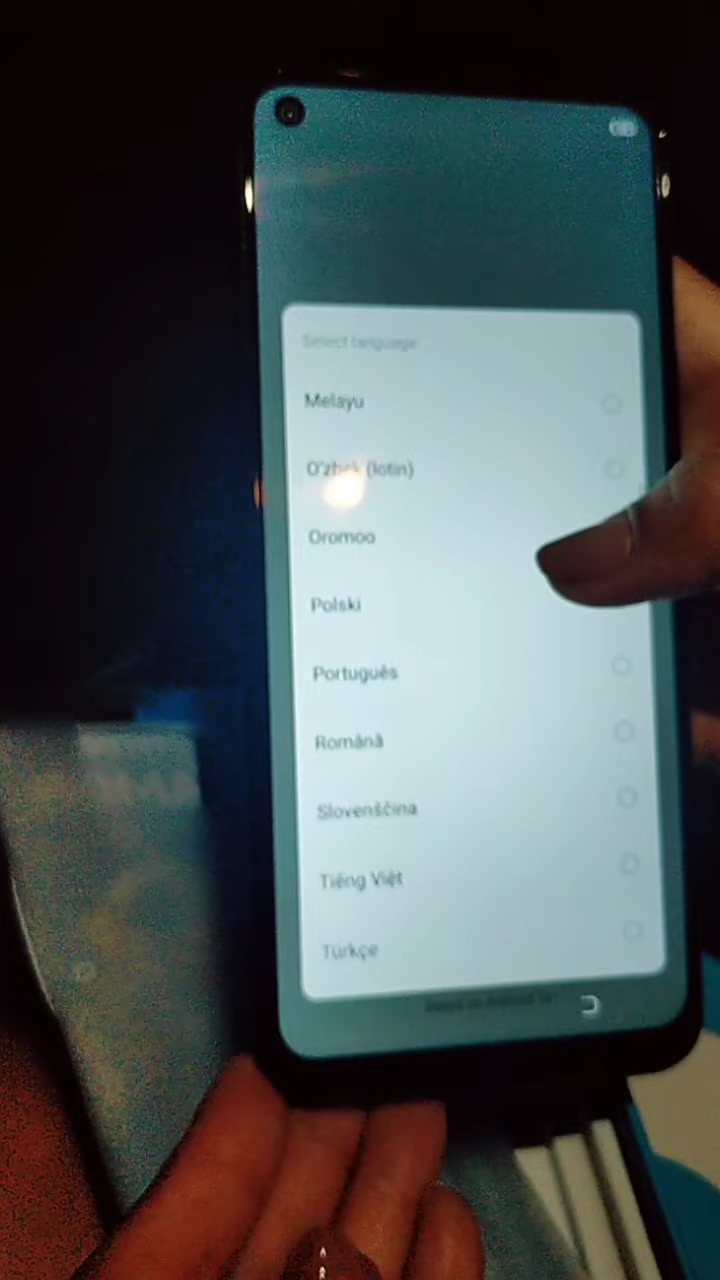 Select language
Melayu
O'zbek (lotin)
Oromoo
Polski
Português
Română
Slovenščina
Tiếng Việt
Türkçe